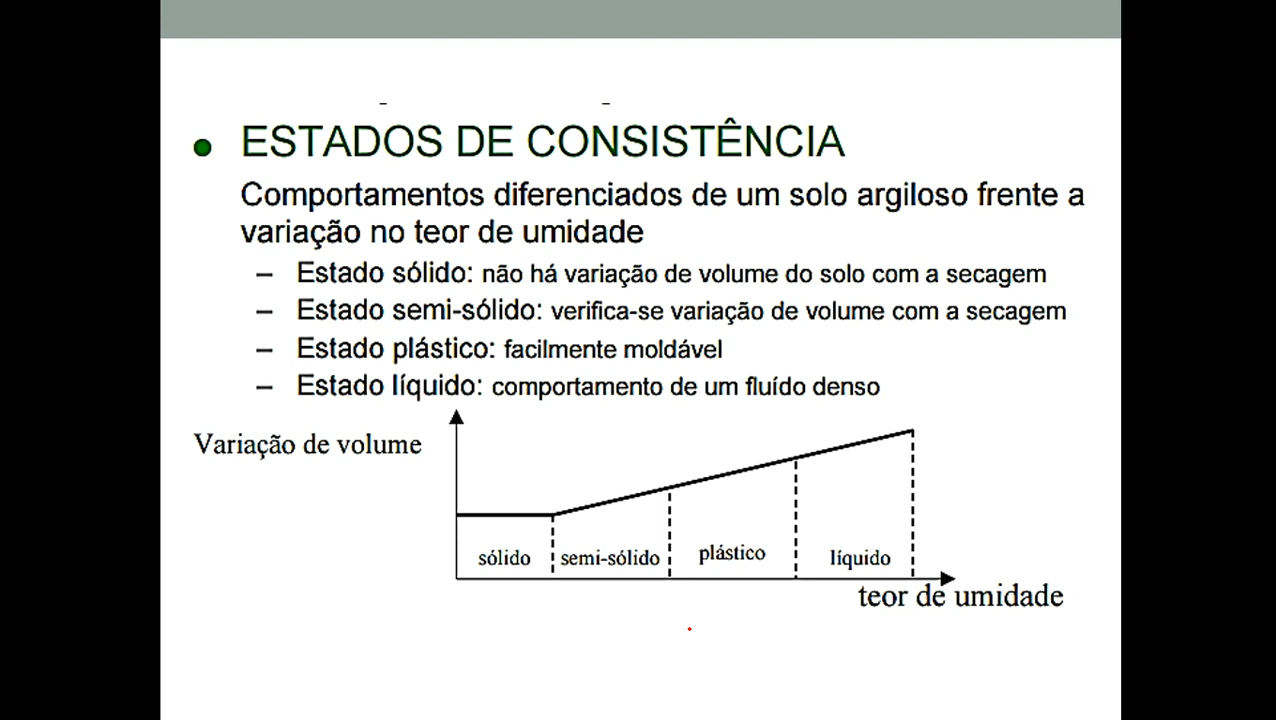 ESTADOS DE CONSISTÊNCIA
Comportamentos diferenciados de um solo argiloso frente a
variação no teor de umidade
– Estado sólido: não há variação de volume do solo com a secagem
– Estado semi-sólido: verifica-se variação de volume com a secagem
– Estado plástico: facilmente moldável
– Estado líquido: comportamento de um fluído denso
Variação de volume
sólido
semi-sólido
plástico
líquido
teor de umidade